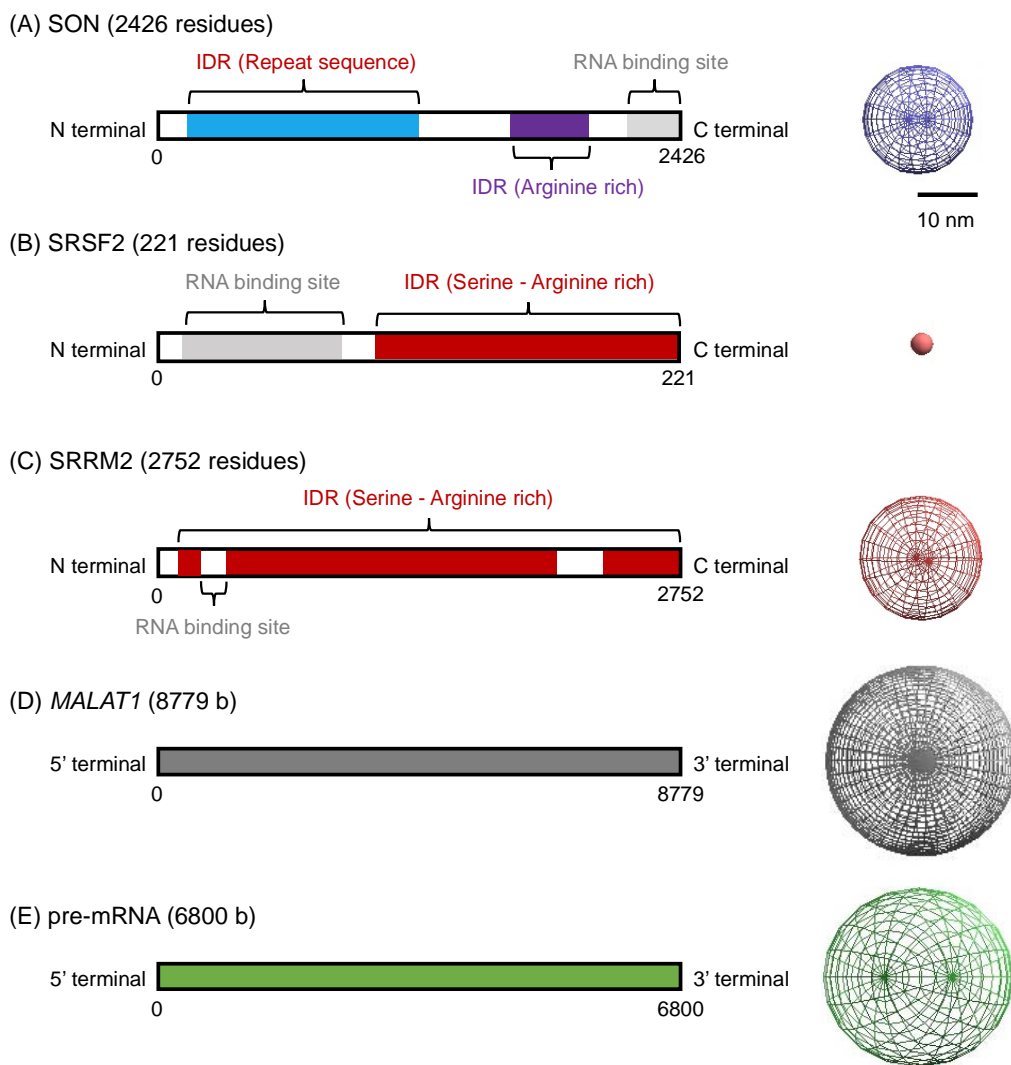 (A) SON (2426 residues)
IDR (Repeat sequence)
RNA binding site
N terminal
C terminal
0
2426
IDR (Arginine rich)
10 nm
(B) SRSF2 (221 residues)
RNA binding site
IDR (Serine - Arginine rich)
N terminal
C terminal
0
221
(C) SRRM2 (2752 residues)
IDR (Serine - Arginine rich)
N terminal
C terminal
0
2752
RNA binding site
(D) MALAT1 (8779 b)
5’ terminal
3’ terminal
0
8779
(E) pre-mRNA (6800 b)
5’ terminal
3’ terminal
0
6800